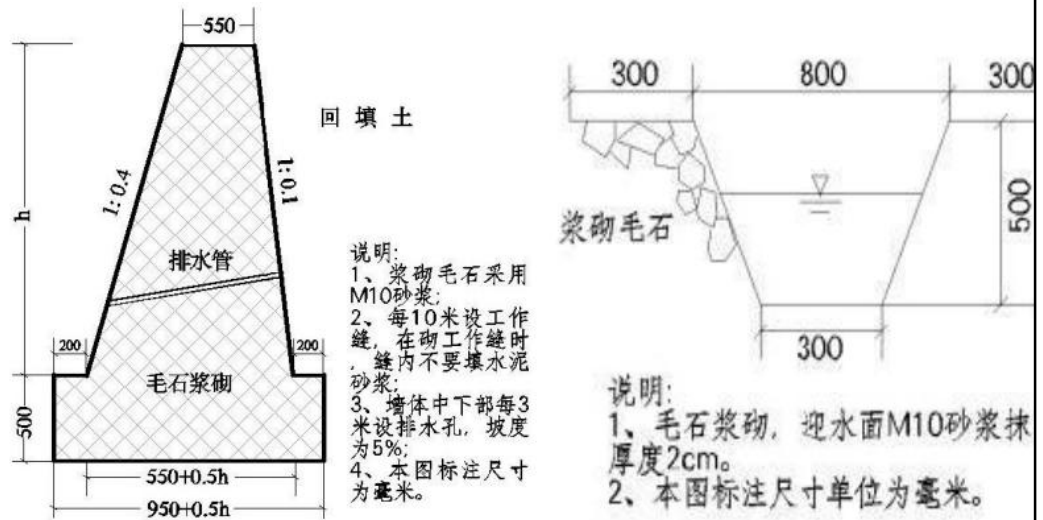 550
h
1:0.4
1:0.1
回填土
排水管
200
200
毛石浆砌
500
550+0.5h
950+0.5h
说明:
1、浆砌毛石采用
M10砂浆;
2、每10米设工作
缝,在砌工作缝时
,缝内不要填水泥
砂浆;
3、墙体中下部每3
米设排水孔,坡度
为5%;
4、本图标注尺寸
为毫米。
300
800
300
500
浆砌毛石
300
说明:
1、毛石浆砌,迎水面M10砂浆抹
厚度2cm。
2、本图标注尺寸单位为毫米。